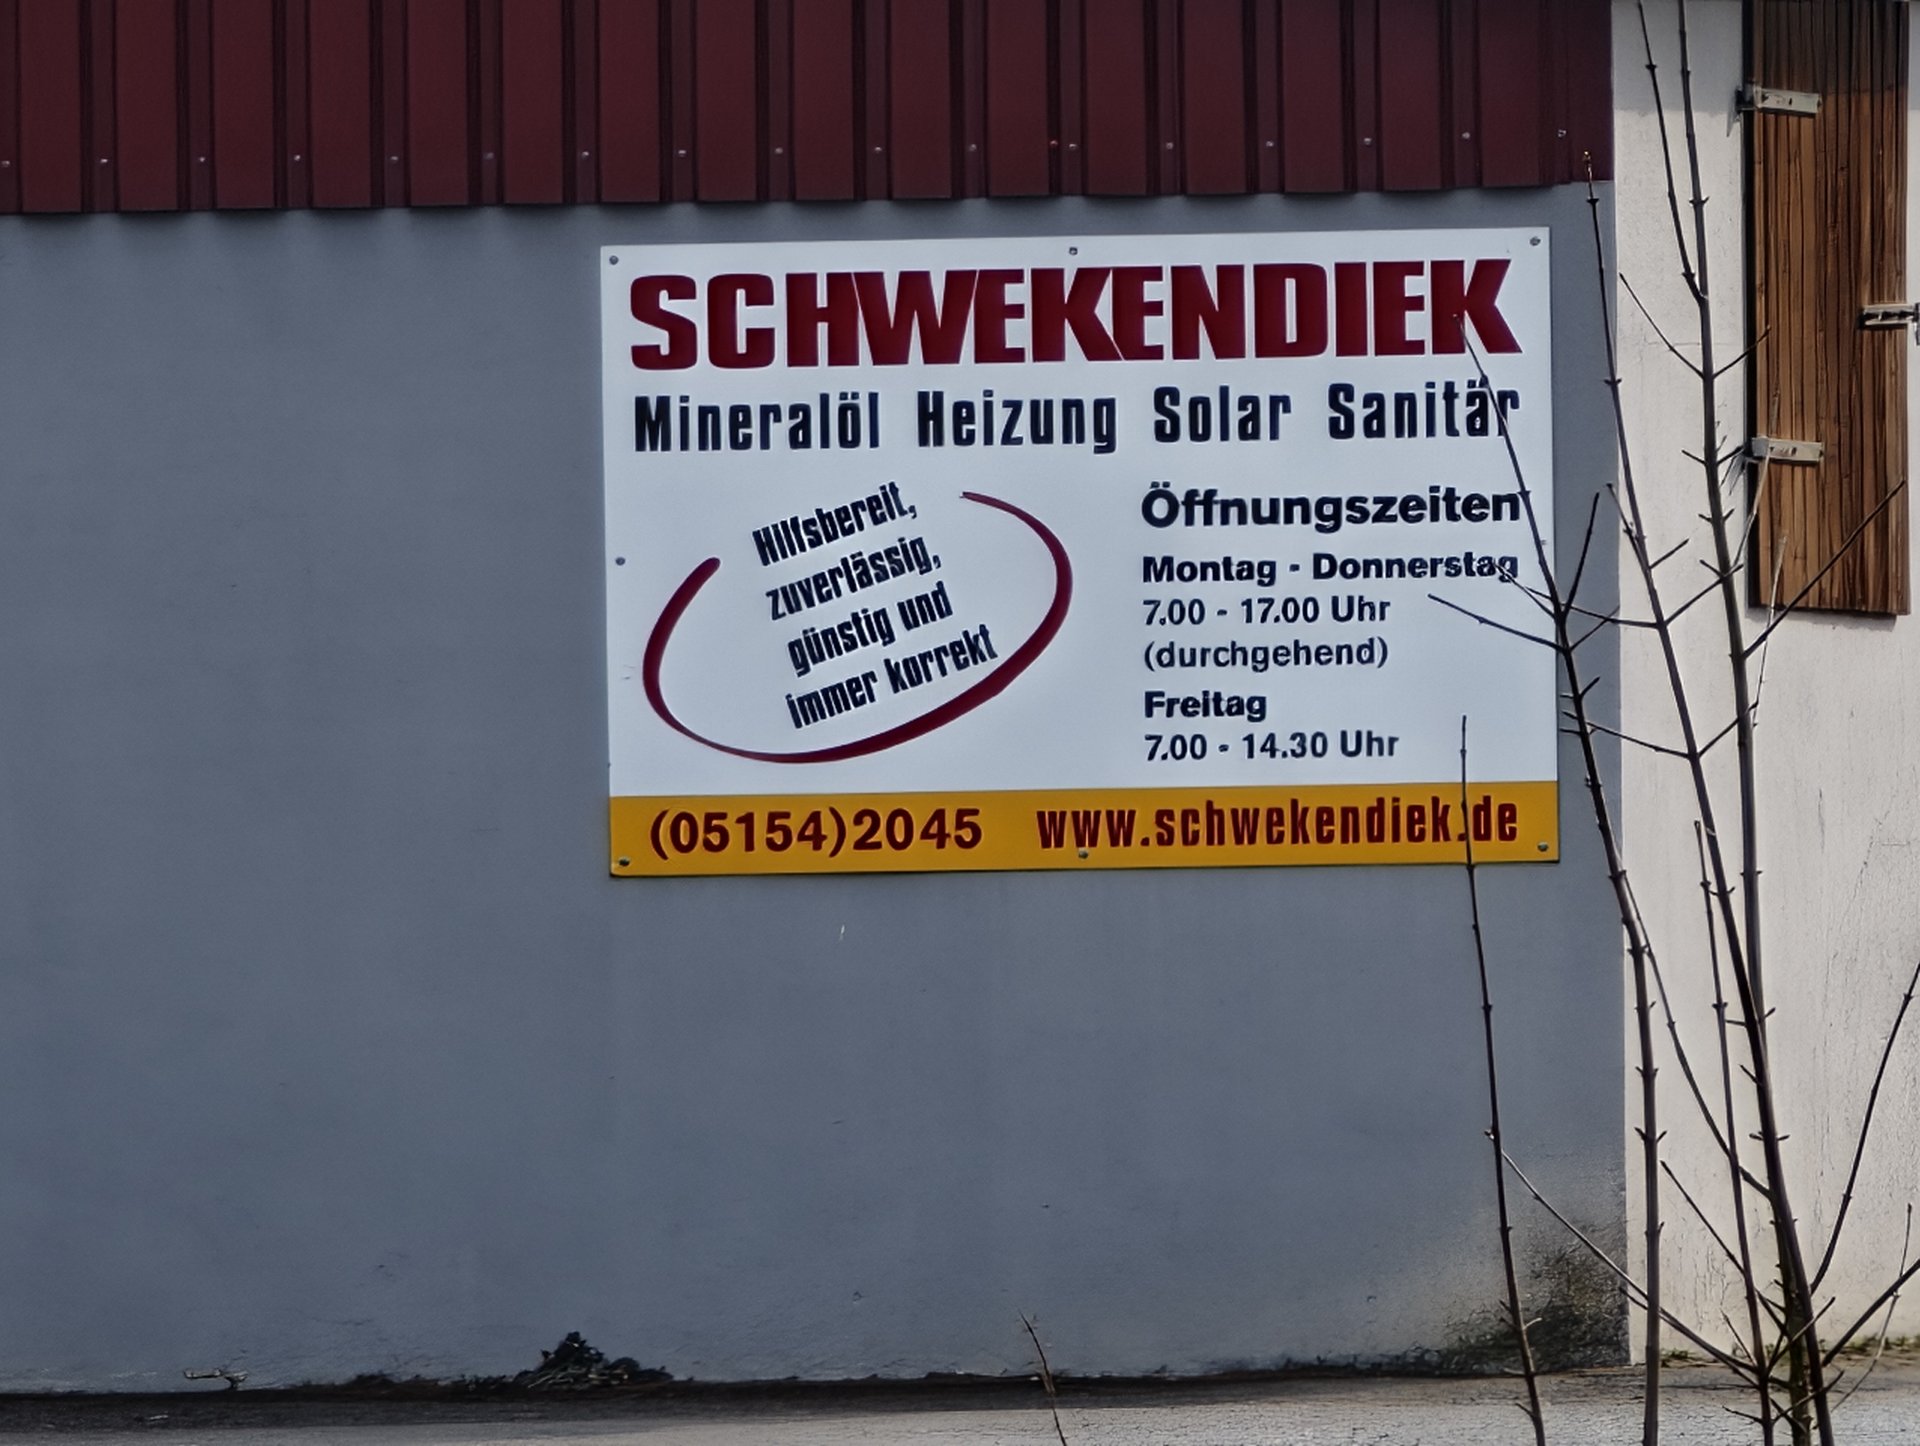 SCHWEKENDIEK
Mineralöl Heizung Solar Sanitär
Hilfsbereit,
zuverlässig,
günstig und
immer korrekt
Öffnungszeiten
Montag - Donnerstag
7.00 - 17.00 Uhr
(durchgehend)
Freitag
7.00 - 14.30 Uhr
(05154)2045 www.schwekendiek.de